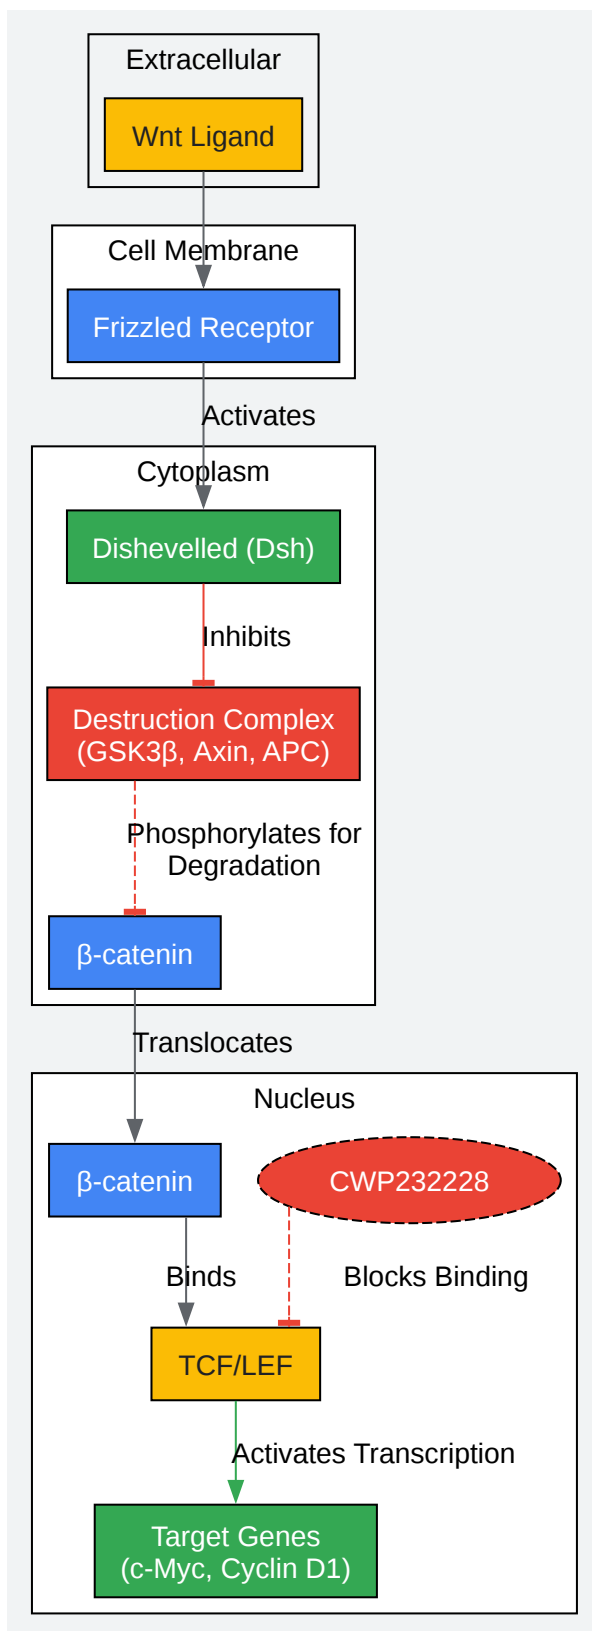 Extracellular
Wnt Ligand
Cell Membrane
Frizzled Receptor
Activates
Cytoplasm
Dishevelled (Dsh)
Inhibits
Destruction Complex
(GSK3β, Axin, APC)
Phosphorylates for
Degradation
β-catenin
Translocates
Nucleus
β-catenin
CWP232228
Binds
Blocks Binding
TCF/LEF
Activates Transcription
Target Genes
(c-Myc, Cyclin D1)